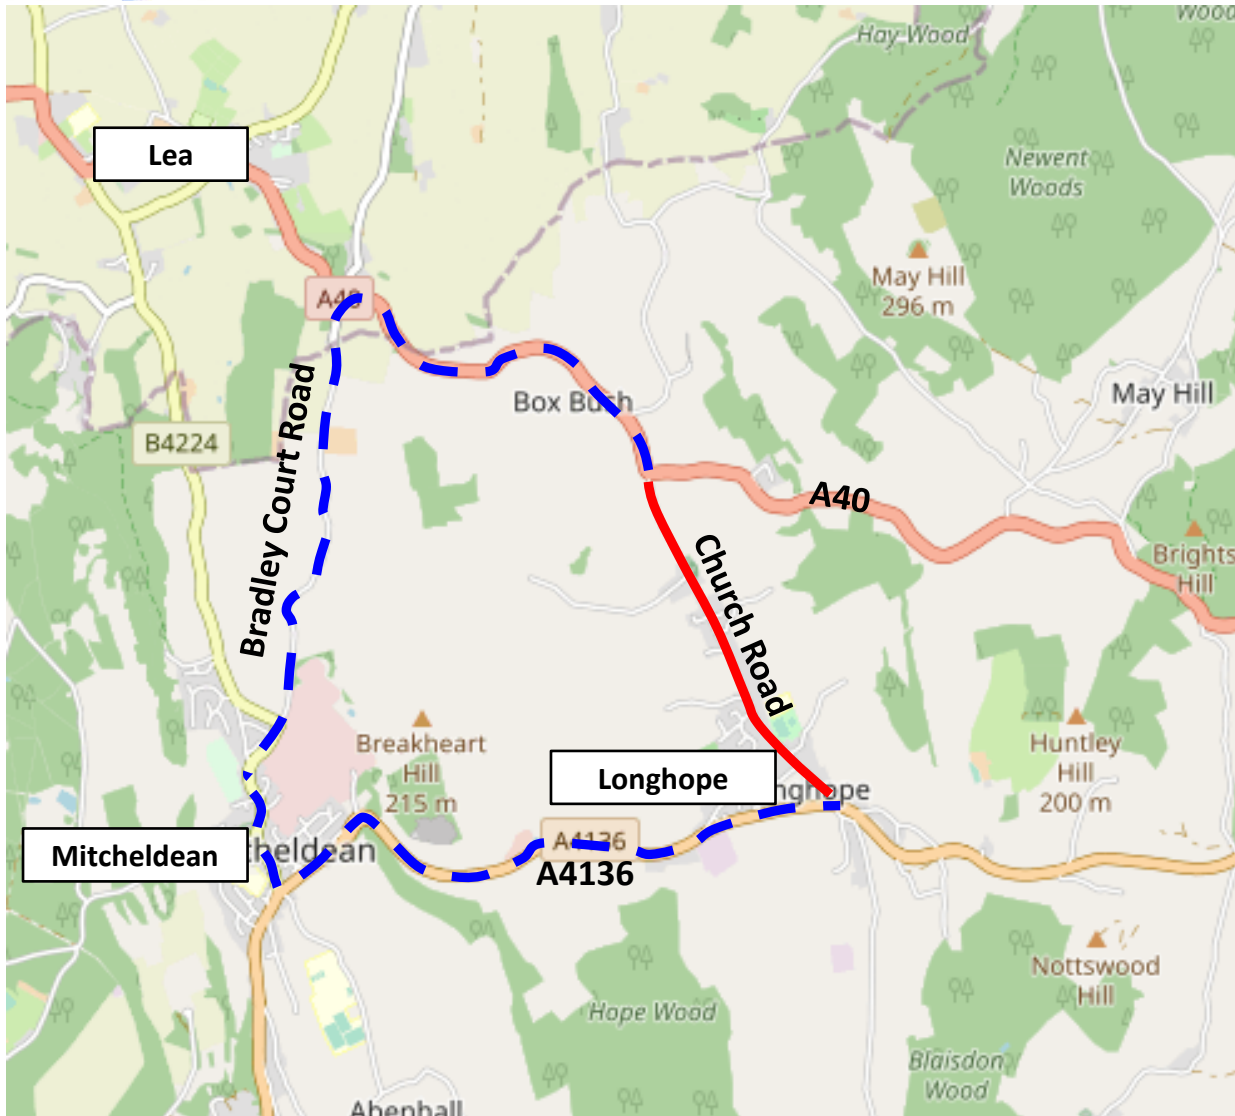 Wood
Hay Wood
Lea
Newent
Woods
May Hill
296 m
A40
Bradley Court Road
Box Bush
May Hill
B4224
A40
Brights
Hill
Church Road
Breakheart
Hill
215 m
Huntley
Hill
200 m
Longhope
nghope
Mitcheldean
cheldean
A4136
A4136
Nottswood
Hill
Hope Wood
Blaisdon
Wood
Abenhall